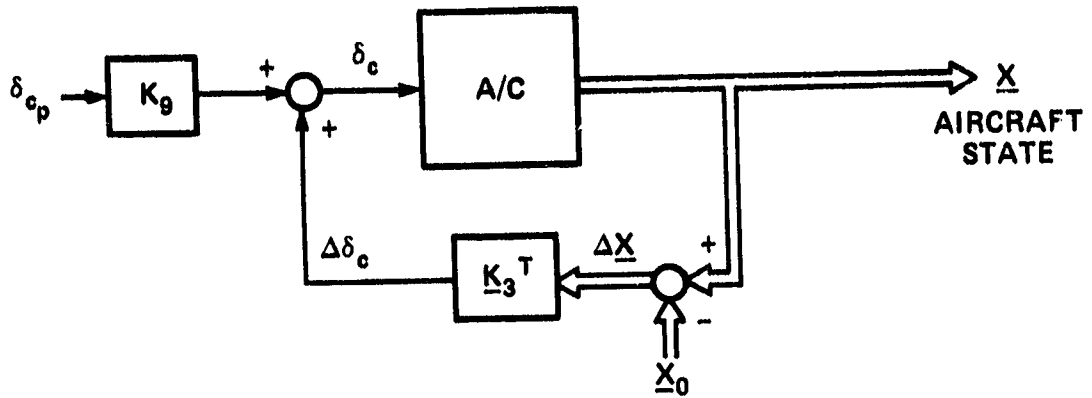 δcp
K9
+
+
δc
A/C
X
AIRCRAFT
STATE
Δδc
K3T
ΔX
+
-
X0